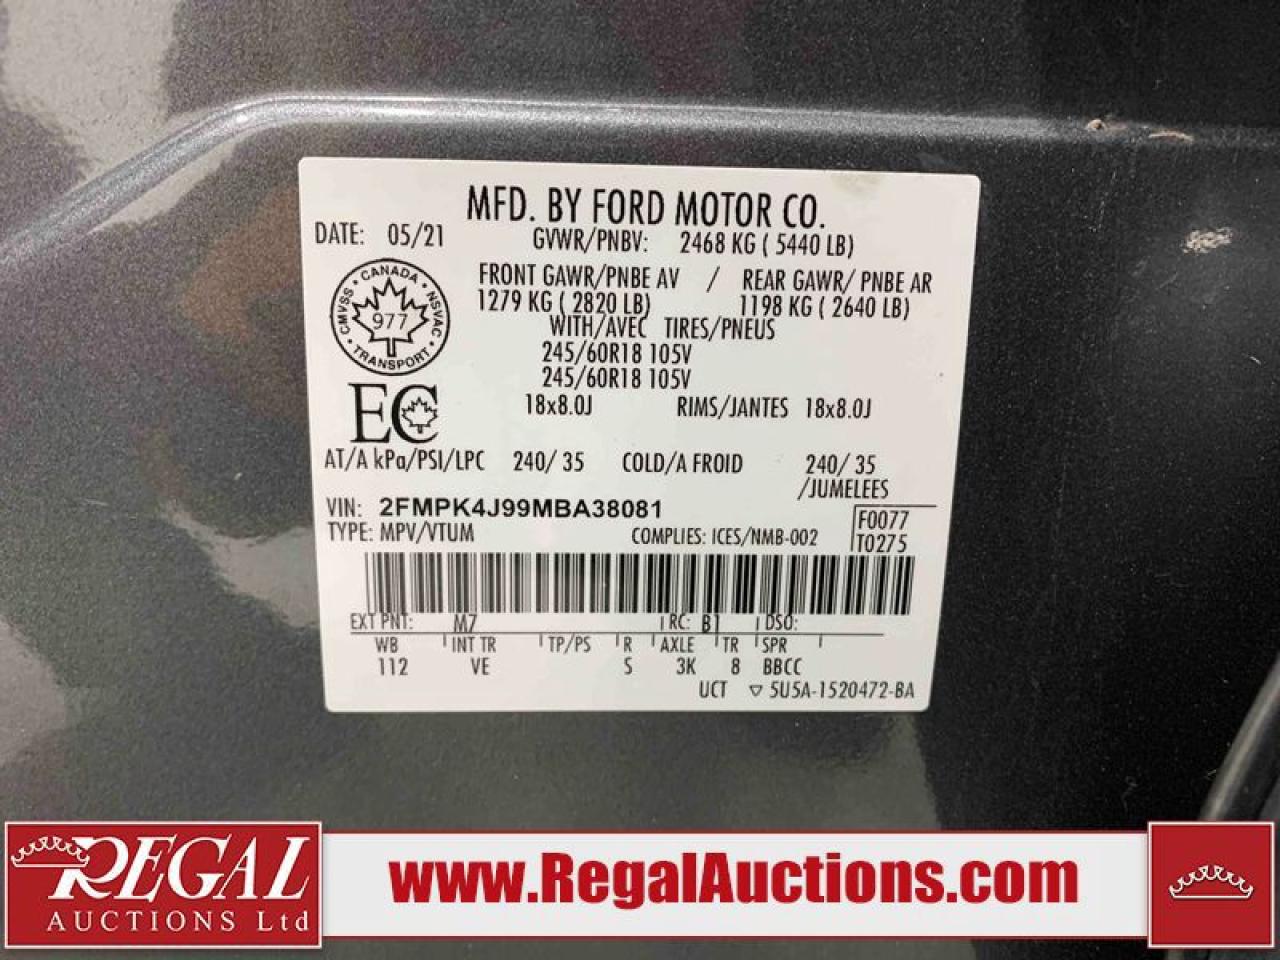 MFD. BY FORD MOTOR CO.
DATE: 05/21 GVWR/PNBV: 2468 KG ( 5440 LB)
FRONT GAWR/PNBE AV / REAR GAWR/ PNBE AR
1279 KG ( 2820 LB) 1198 KG ( 2640 LB)
WITH/AVEC TIRES/PNEUS
245/60R18 105V
245/60R18 105V
18x8.0J RIMS/JANTES 18x8.0J
CANADA
CMVSS NSVAC
977
TRANSPORT
EC
AT/A kPa/PSI/LPC 240/ 35 COLD/A FROID 240/ 35
/JUMELEES
VIN: 2FMPK4J99MBA38081 F0077
TYPE: MPV/VTUM COMPLIES: ICES/NMB-002 T0275
EXT PNT: M7 RC: B1 DSO:
WB INT TR TP/PS R AXLE TR SPR
112 VE S 3K 8 BBCC
UCT ▽ 5U5A-1520472-BA
REGAL
AUCTIONS Ltd
www.RegalAuctions.com